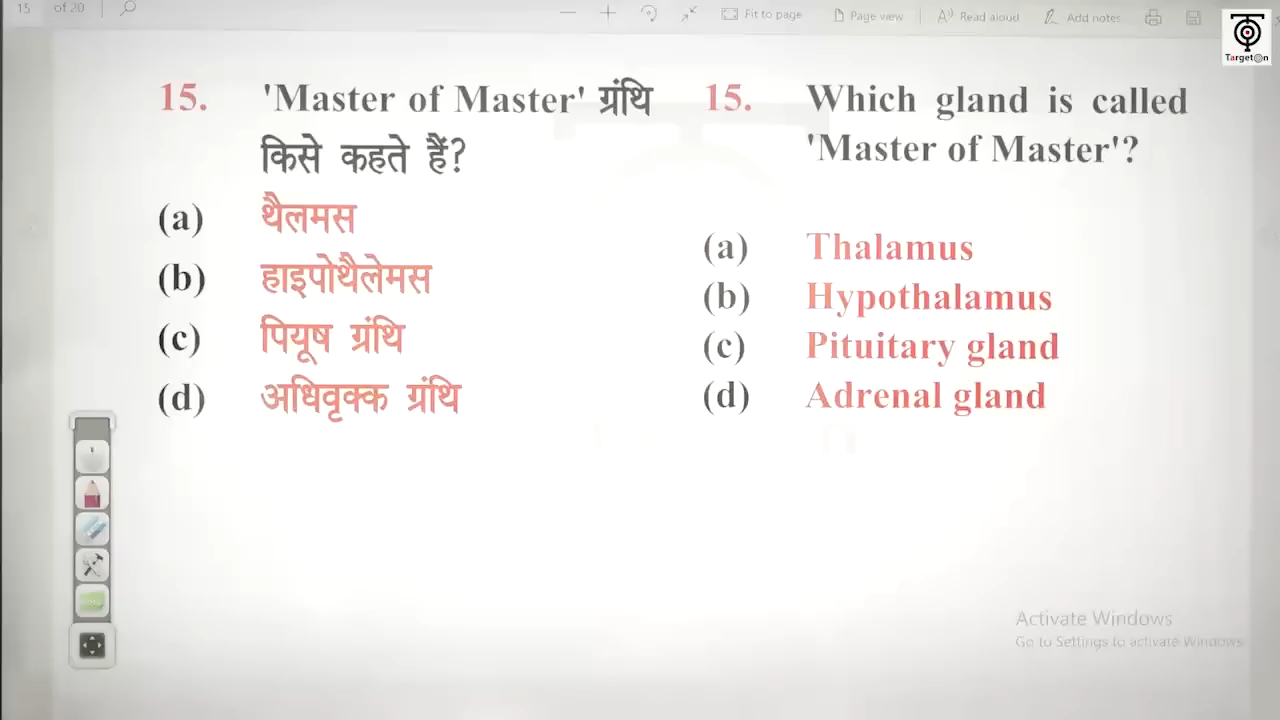 15 of 20
Fit to page
Page view
Read aloud
Add notes
TargetOn
15. 'Master of Master' ग्रंथि
किसे कहते हैं?
(a) थैलमस
(b) हाइपोथैलेमस
(c) पियूष ग्रंथि
(d) अधिवृक्क ग्रंथि
15. Which gland is called
'Master of Master'?
(a) Thalamus
(b) Hypothalamus
(c) Pituitary gland
(d) Adrenal gland
Activate Windows
Go to Settings to activate Windows.